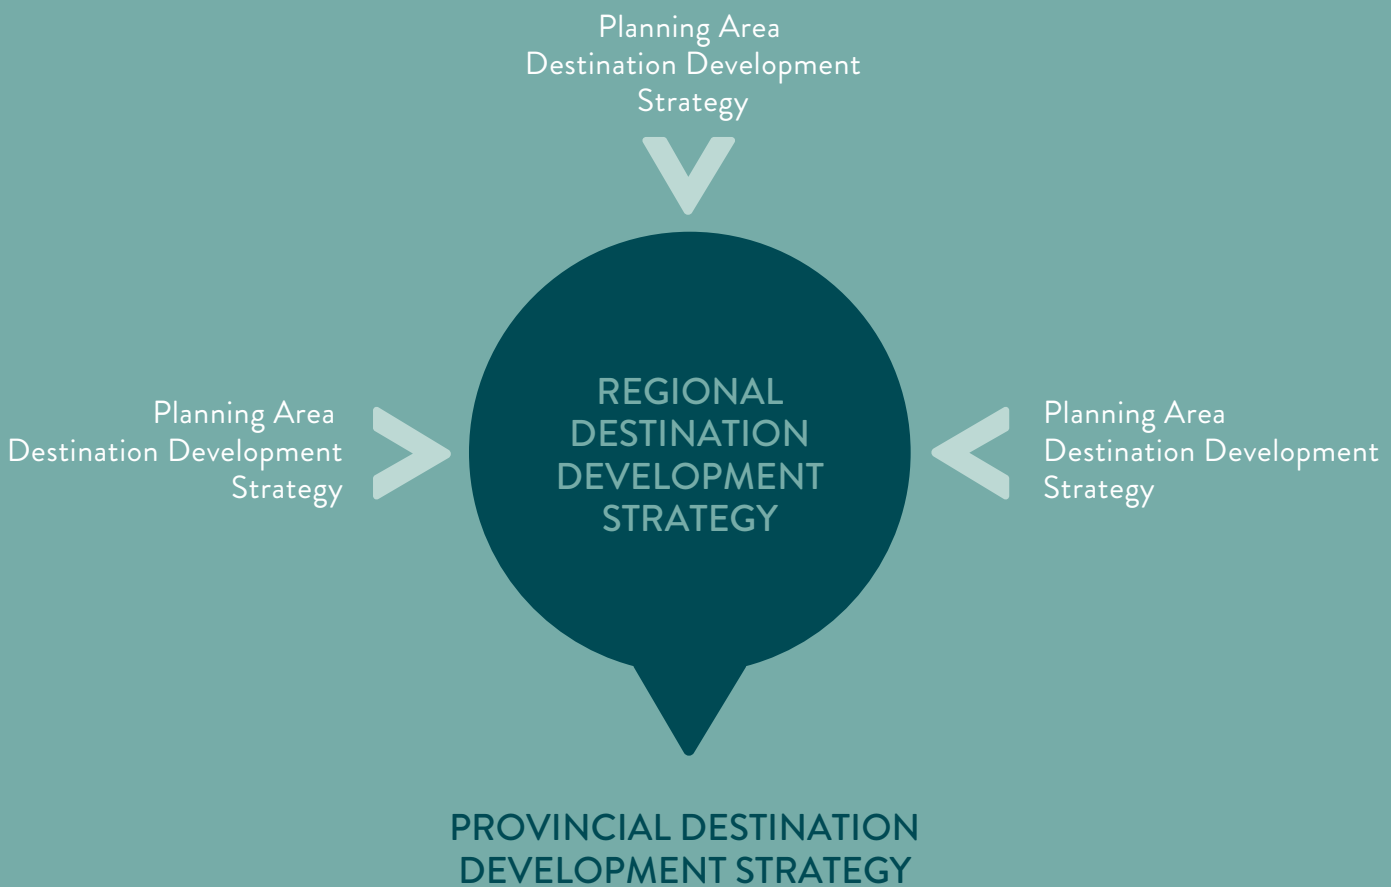 Planning Area
Destination Development
Strategy
Planning Area
Destination Development
Strategy
REGIONAL
DESTINATION
DEVELOPMENT
STRATEGY
Planning Area
Destination Development
Strategy
PROVINCIAL DESTINATION
DEVELOPMENT STRATEGY